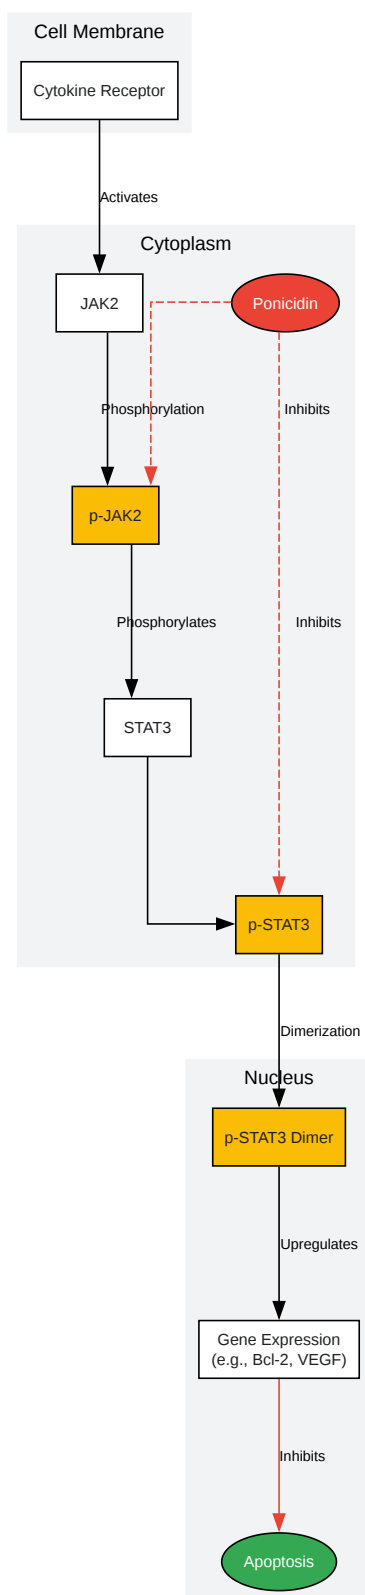 Cell Membrane
Cytokine Receptor
Activates
Cytoplasm
JAK2
Ponicidin
Phosphorylation
Inhibits
p-JAK2
Phosphorylates
Inhibits
STAT3
p-STAT3
Dimerization
Nucleus
p-STAT3 Dimer
Upregulates
Gene Expression
(e.g., Bcl-2, VEGF)
Inhibits
Apoptosis